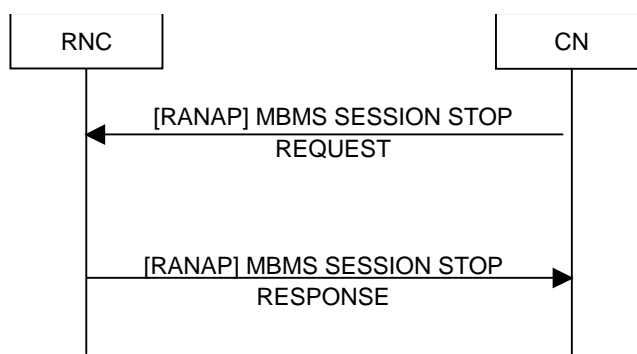 RNC
CN
[RANAP] MBMS SESSION STOP
REQUEST
[RANAP] MBMS SESSION STOP
RESPONSE